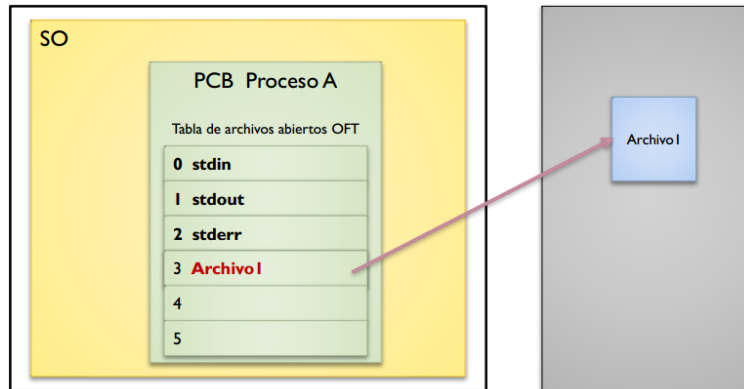 SO
PCB Proceso A
Tabla de archivos abiertos OFT
0 stdin
1 stdout
2 stderr
3 Archivo1
4
5
Archivo1